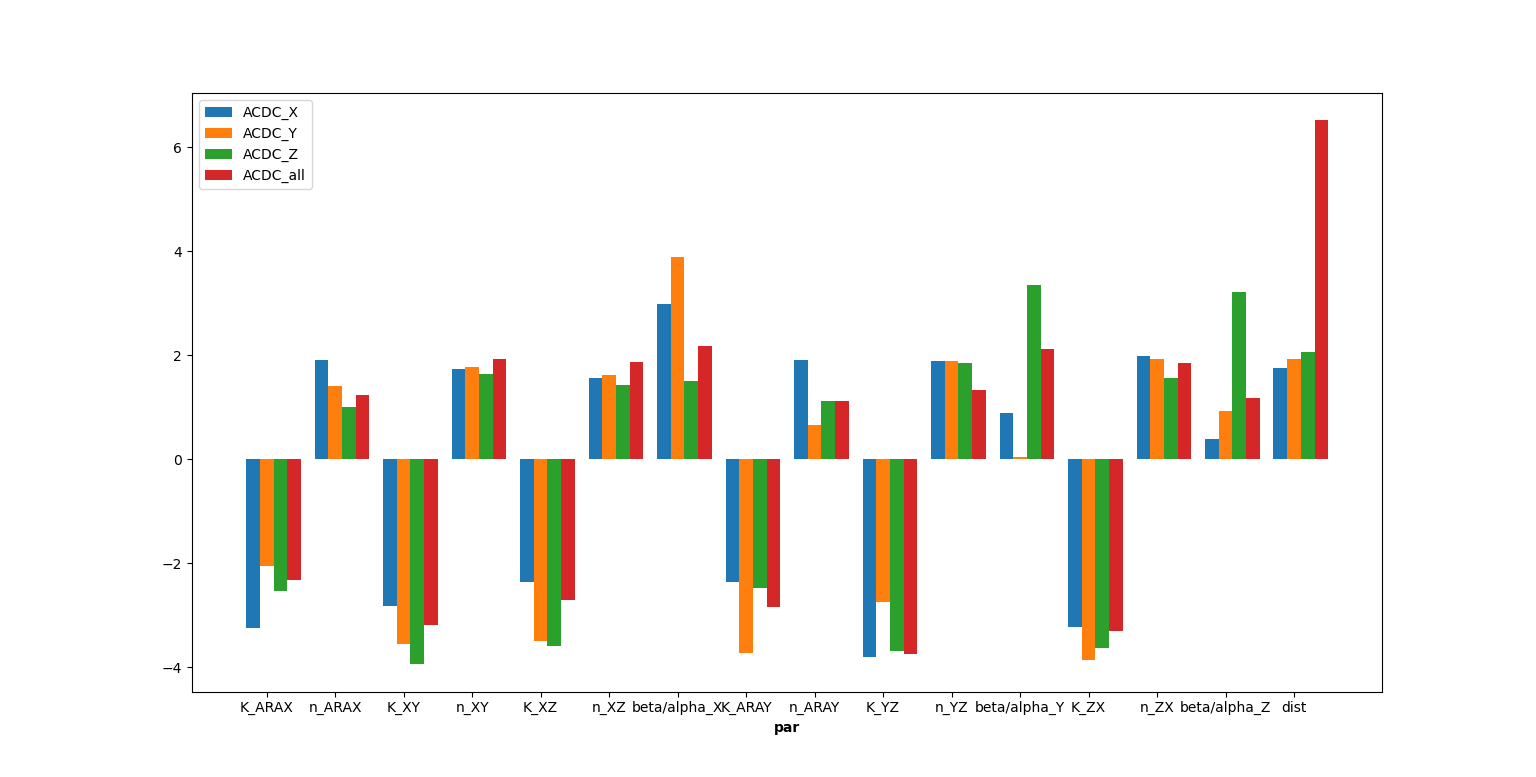 ACDC_X
ACDC_Y
ACDC_Z
ACDC_all
6
4
2
0
−2
−4
K_ARAX n_ARAX K_XY n_XY K_XZ n_XZ beta/alpha_X K_ARAY n_ARAY K_YZ n_YZ beta/alpha_Y K_ZX n_ZX beta/alpha_Z dist
par